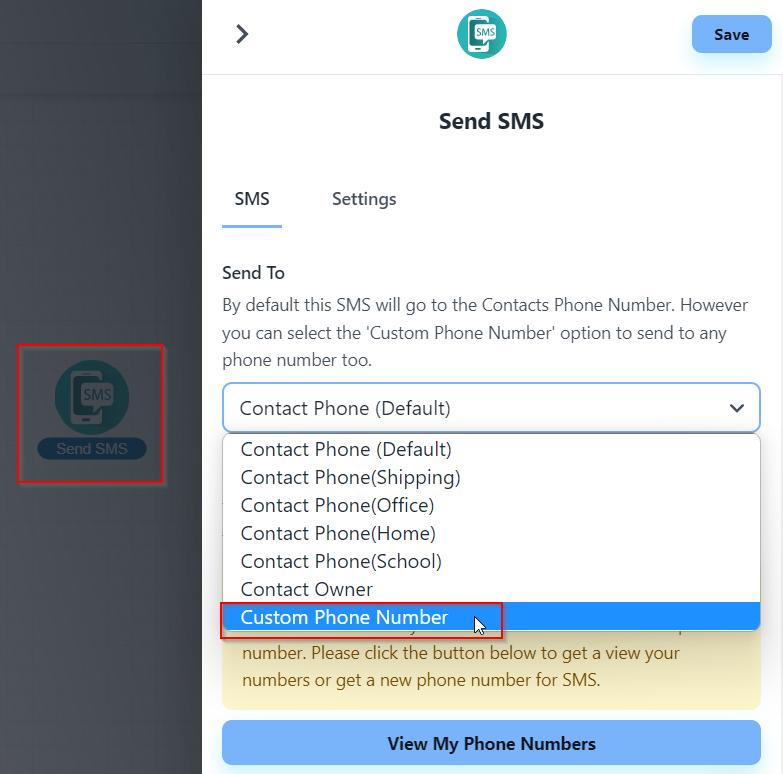 SMS
Save
Send SMS
SMS
Settings
Send To
By default this SMS will go to the Contacts Phone Number. However
you can select the 'Custom Phone Number' option to send to any
phone number too.
Contact Phone (Default)
Contact Phone (Default)
Contact Phone(Shipping)
Contact Phone(Office)
Contact Phone(Home)
Contact Phone(School)
Contact Owner
Custom Phone Number
SMS
Send SMS
number. Please click the button below to get a view your
numbers or get a new phone number for SMS.
View My Phone Numbers